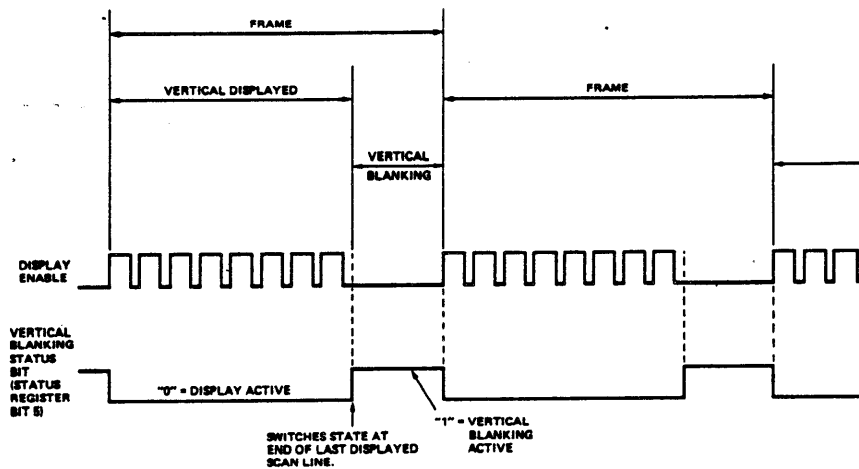 FRAME
VERTICAL DISPLAYED
FRAME
VERTICAL
BLANKING
DISPLAY
ENABLE
VERTICAL
BLANKING
STATUS
BIT
(STATUS
REGISTER
BIT 5)
"0" = DISPLAY ACTIVE
SWITCHES STATE AT
END OF LAST DISPLAYED
SCAN LINE.
"1" = VERTICAL
BLANKING
ACTIVE